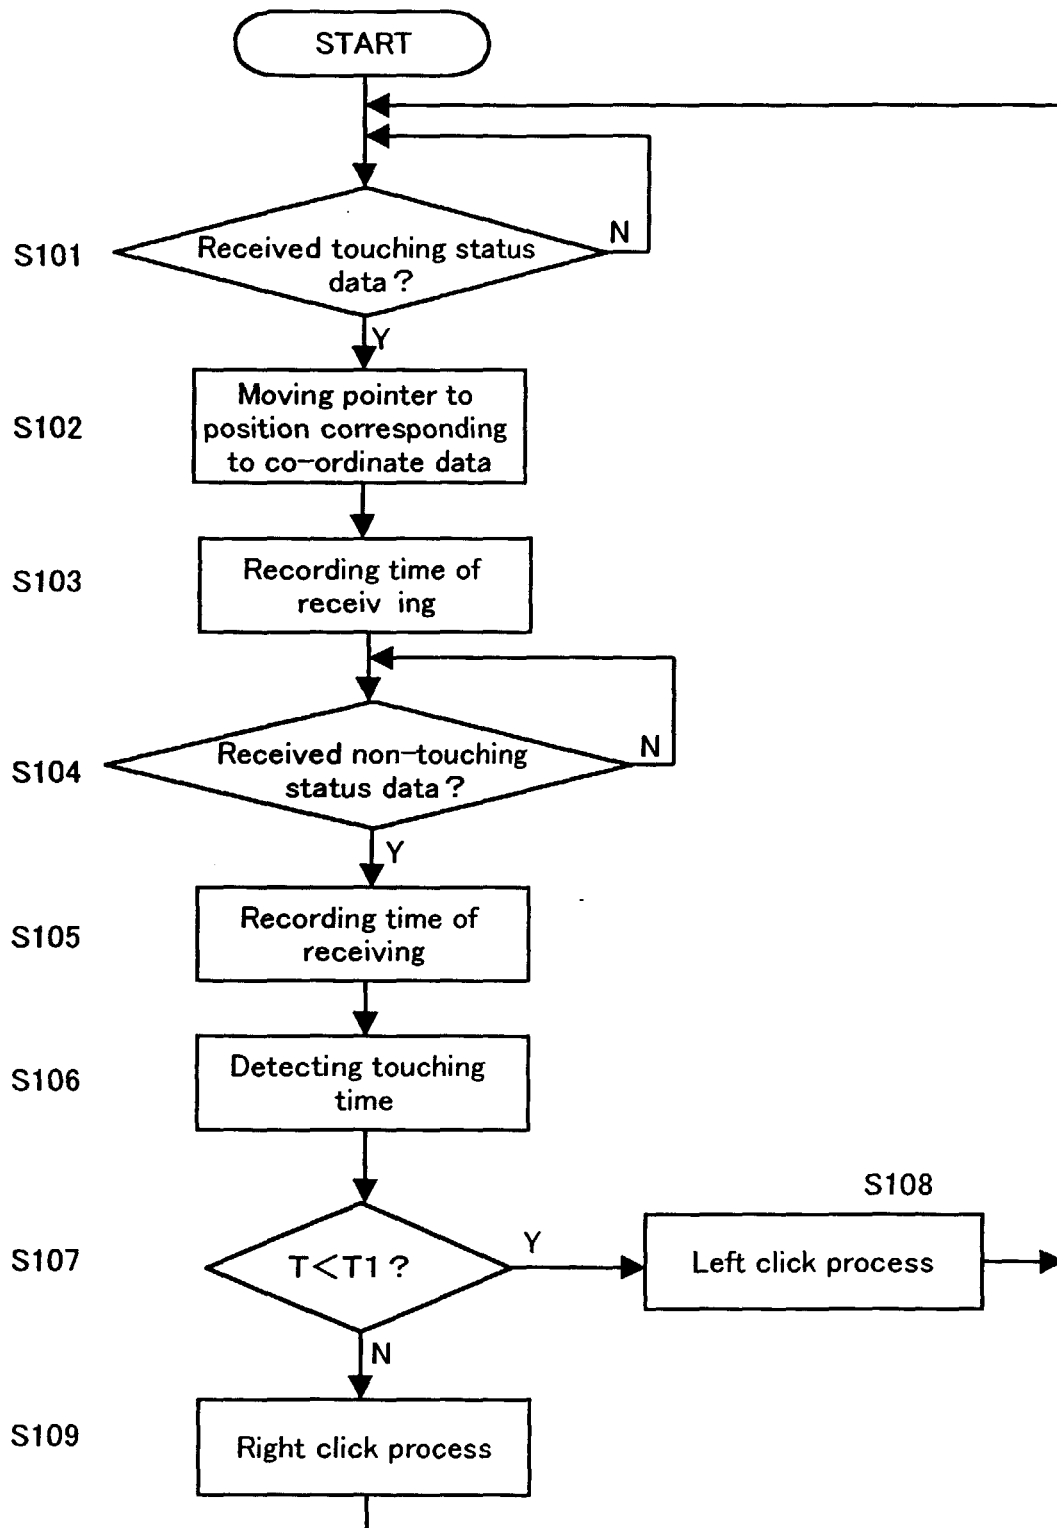 START
S101
Received touching status
data?
N
Y
S102
Moving pointer to
position corresponding
to co-ordinate data
S103
Recording time of
receiv ing
S104
Received non-touching
status data?
N
Y
S105
Recording time of
receiving
S106
Detecting touching
time
S107
T<T1?
Y
S108
Left click process
N
S109
Right click process